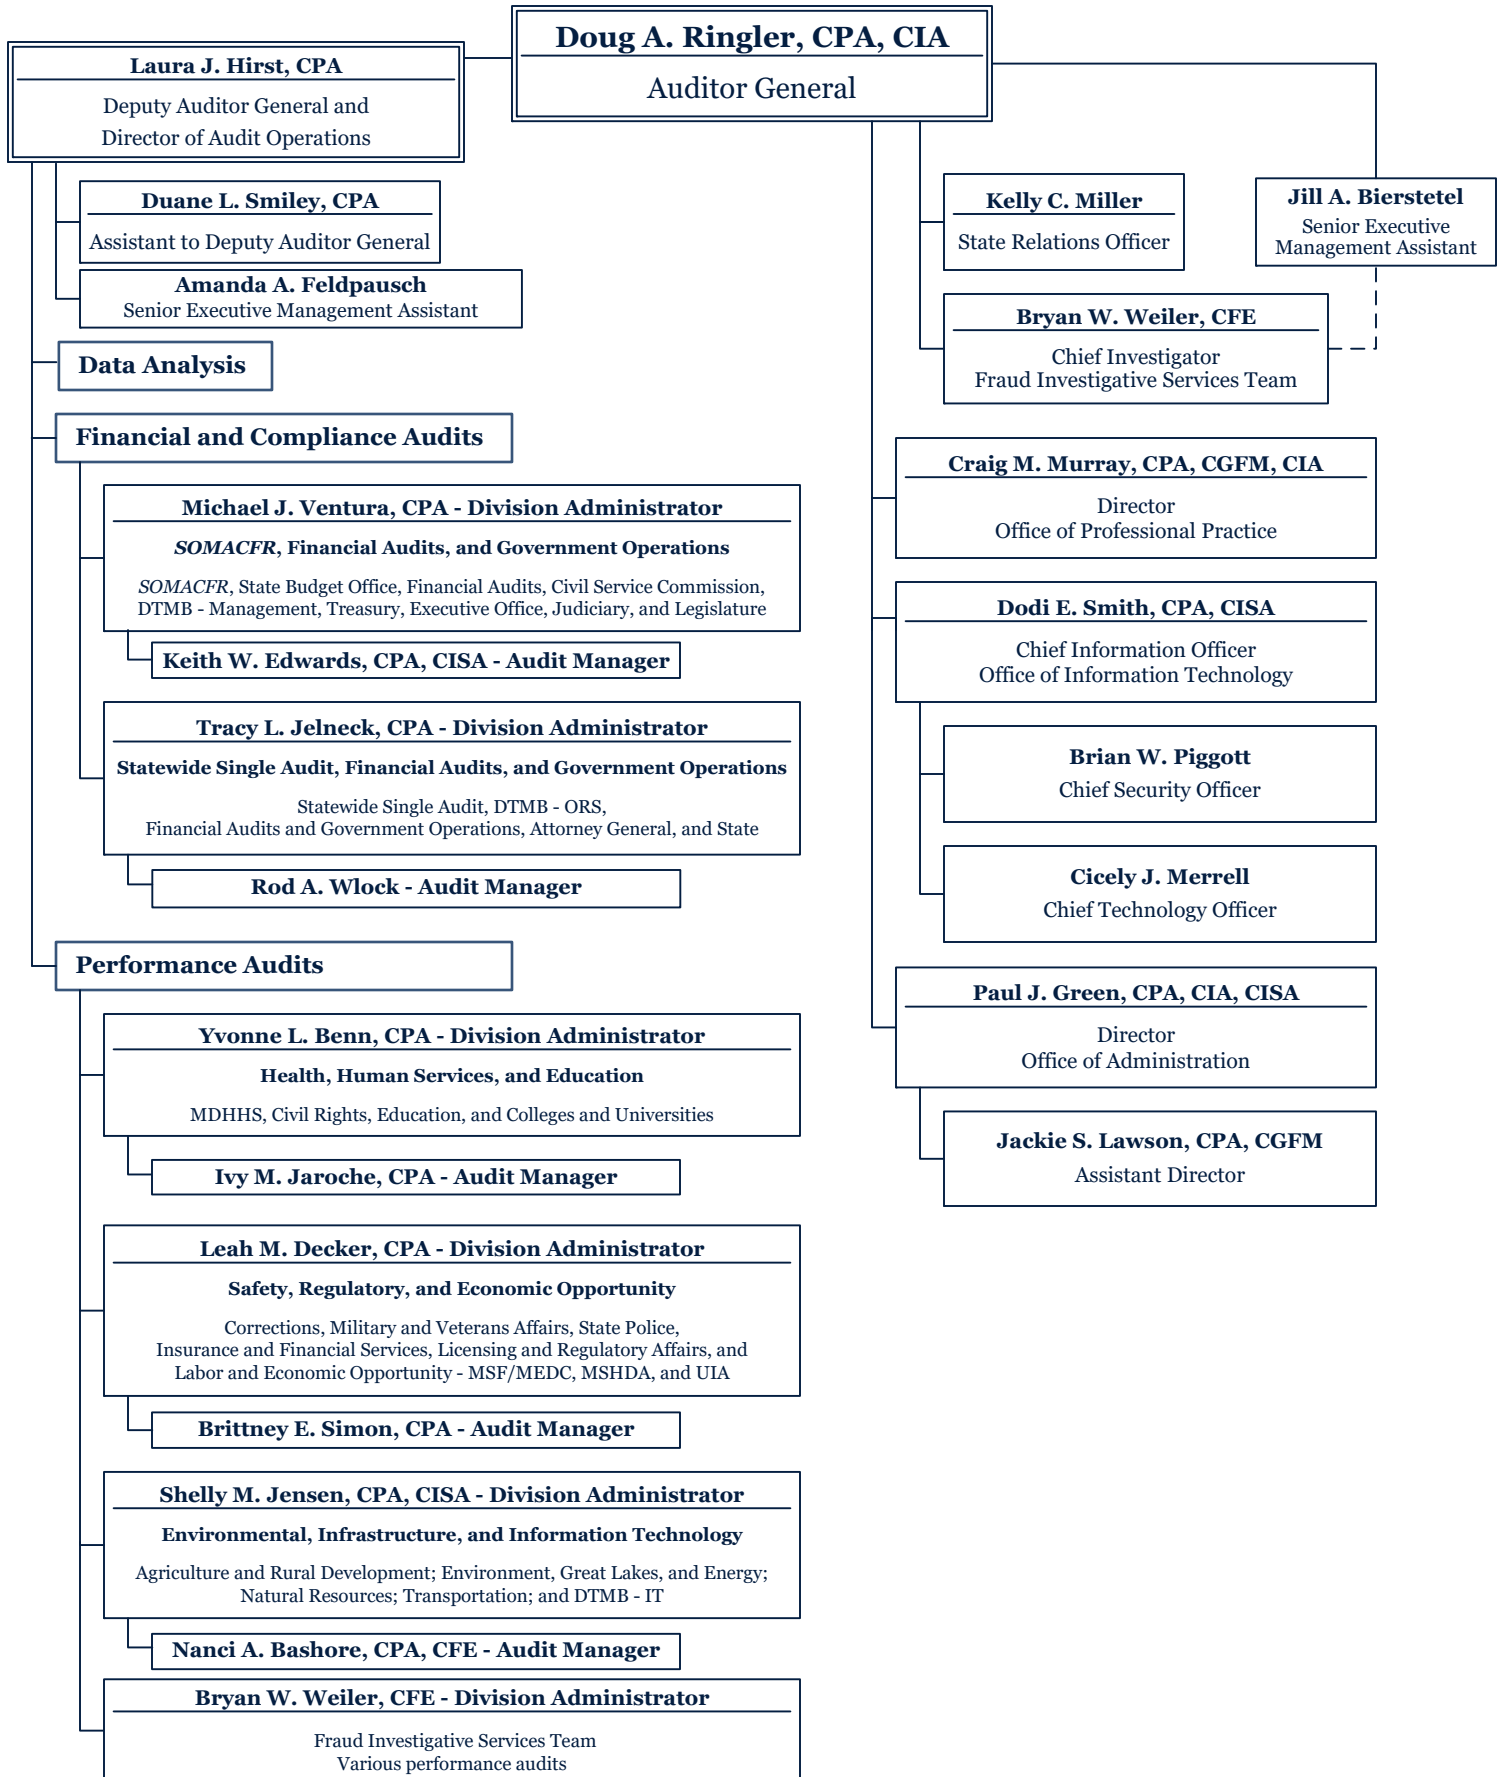 Doug A. Ringler, CPA, CIA
Auditor General
Laura J. Hirst, CPA
Deputy Auditor General and
Director of Audit Operations
Duane L. Smiley, CPA
Assistant to Deputy Auditor General
Amanda A. Feldpausch
Senior Executive Management Assistant
Data Analysis
Financial and Compliance Audits
Michael J. Ventura, CPA - Division Administrator
SOMACFR, Financial Audits, and Government Operations
SOMACFR, State Budget Office, Financial Audits, Civil Service Commission,
DTMB - Management, Treasury, Executive Office, Judiciary, and Legislature
Keith W. Edwards, CPA, CISA - Audit Manager
Tracy L. Jelneck, CPA - Division Administrator
Statewide Single Audit, Financial Audits, and Government Operations
Statewide Single Audit, DTMB - ORS,
Financial Audits and Government Operations, Attorney General, and State
Rod A. Wlock - Audit Manager
Performance Audits
Yvonne L. Benn, CPA - Division Administrator
Health, Human Services, and Education
MDHHS, Civil Rights, Education, and Colleges and Universities
Ivy M. Jaroche, CPA - Audit Manager
Leah M. Decker, CPA - Division Administrator
Safety, Regulatory, and Economic Opportunity
Corrections, Military and Veterans Affairs, State Police,
Insurance and Financial Services, Licensing and Regulatory Affairs, and
Labor and Economic Opportunity - MSF/MEDC, MSHDA, and UIA
Brittney E. Simon, CPA - Audit Manager
Shelly M. Jensen, CPA, CISA - Division Administrator
Environmental, Infrastructure, and Information Technology
Agriculture and Rural Development; Environment, Great Lakes, and Energy;
Natural Resources; Transportation; and DTMB - IT
Nanci A. Bashore, CPA, CFE - Audit Manager
Bryan W. Weiler, CFE - Division Administrator
Fraud Investigative Services Team
Various performance audits
Kelly C. Miller
State Relations Officer
Jill A. Bierstetel
Senior Executive
Management Assistant
Bryan W. Weiler, CFE
Chief Investigator
Fraud Investigative Services Team
Craig M. Murray, CPA, CGFM, CIA
Director
Office of Professional Practice
Dodi E. Smith, CPA, CISA
Chief Information Officer
Office of Information Technology
Brian W. Piggott
Chief Security Officer
Cicely J. Merrell
Chief Technology Officer
Paul J. Green, CPA, CIA, CISA
Director
Office of Administration
Jackie S. Lawson, CPA, CGFM
Assistant Director